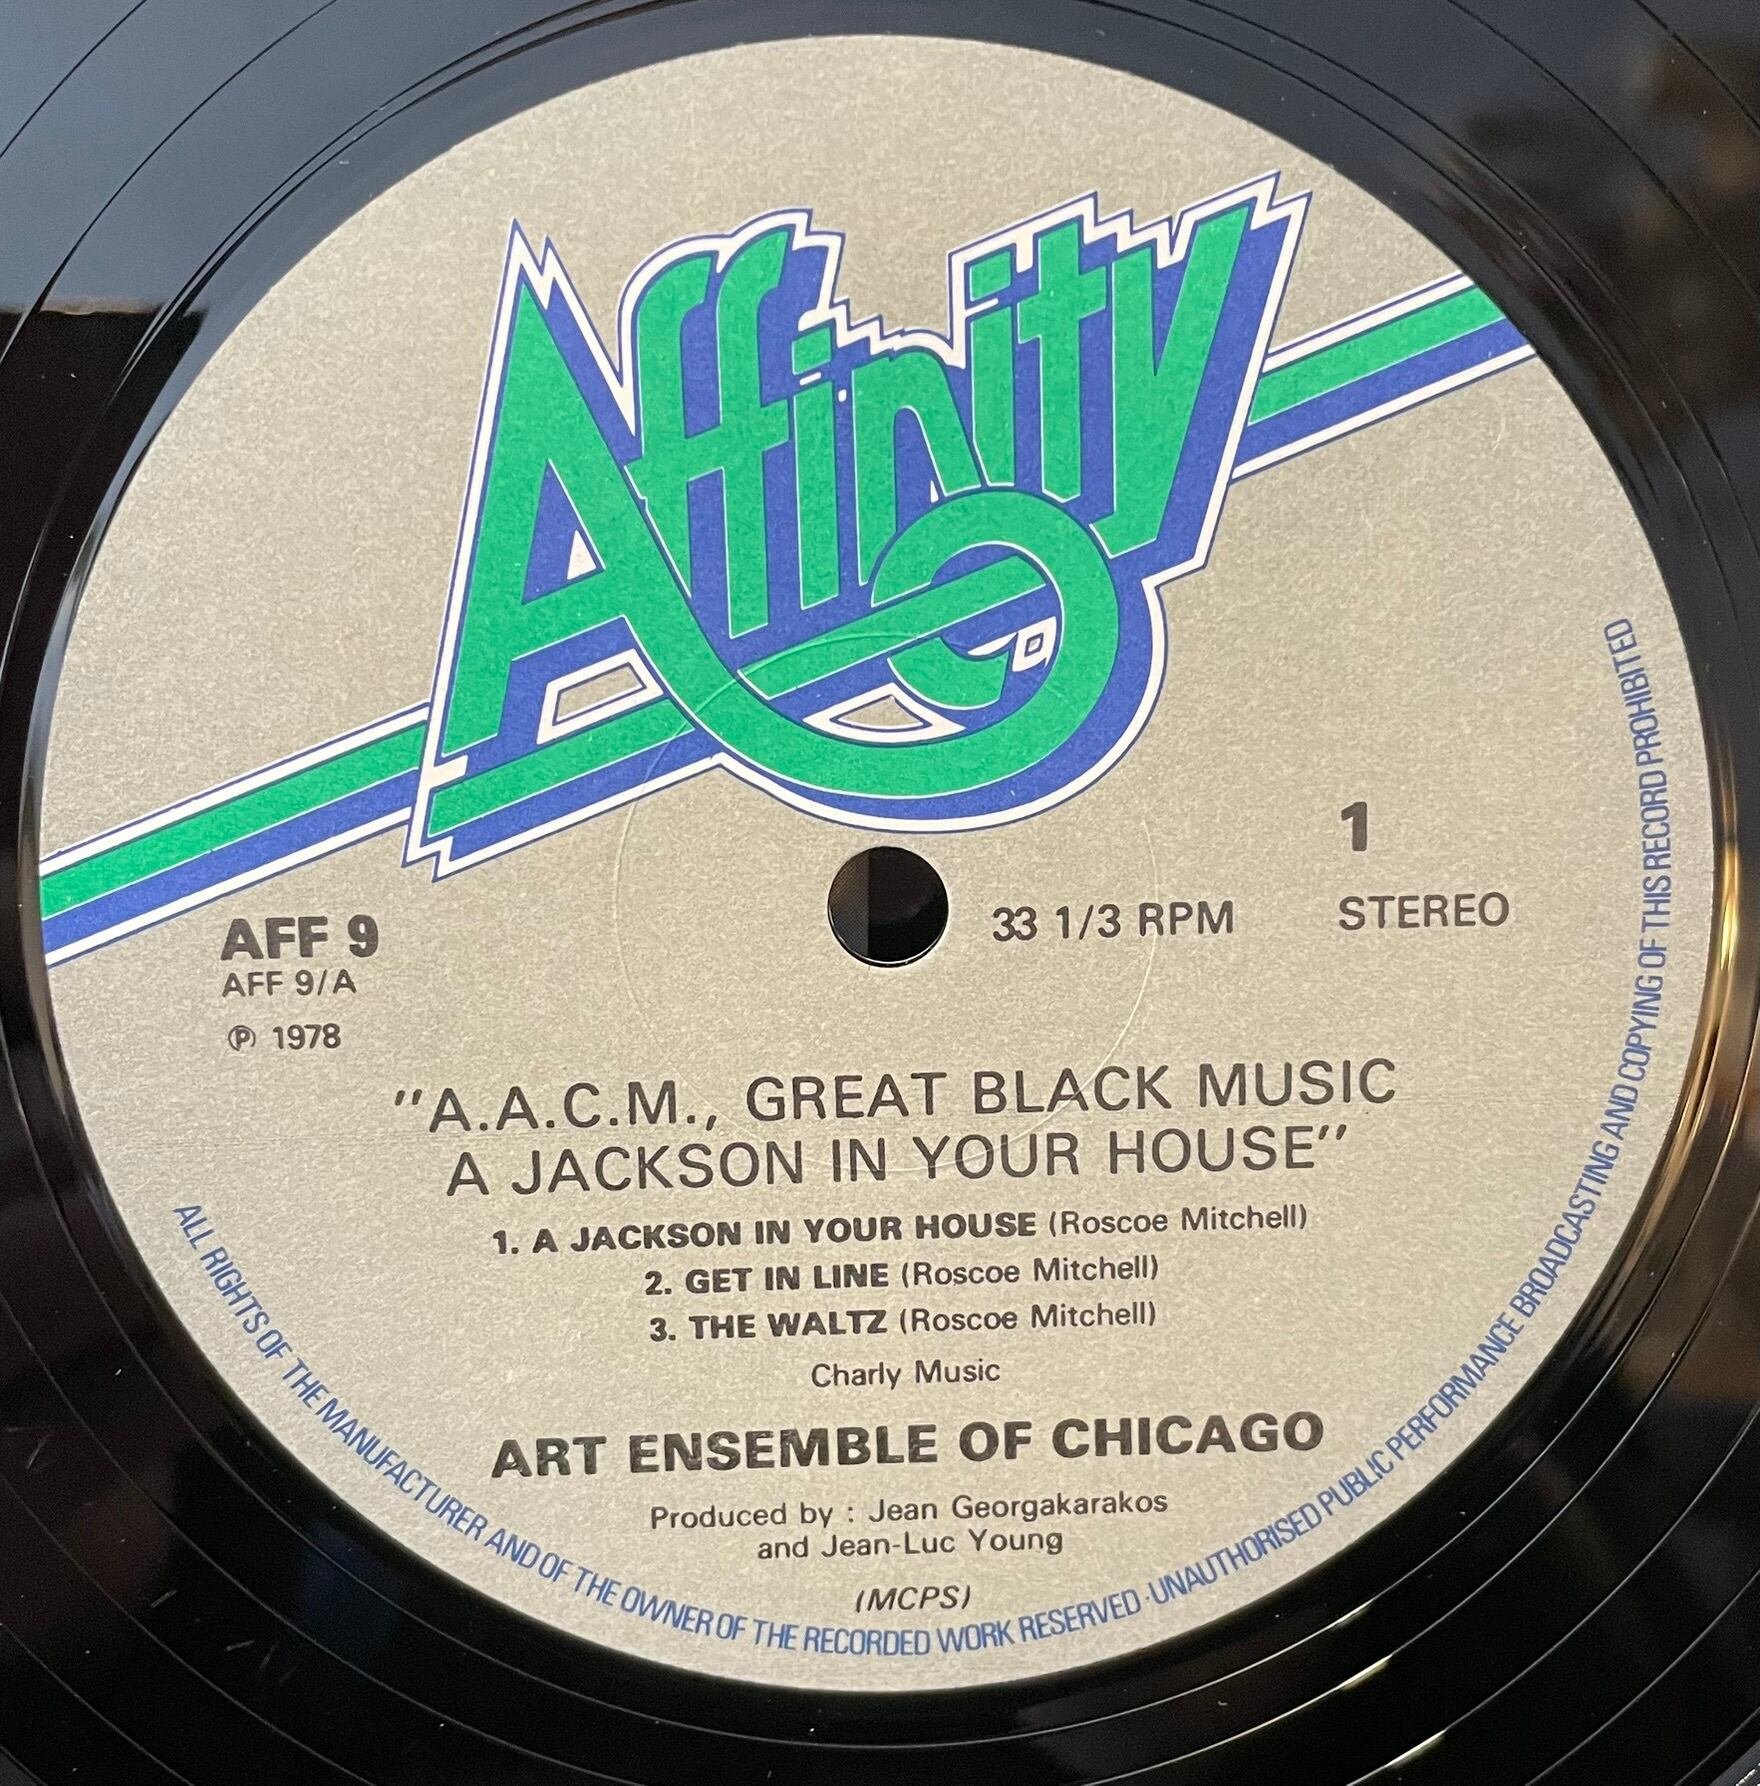 Affinity
1
33 1/3 RPM
STEREO
AFF 9
AFF 9/A
℗ 1978
"A.A.C.M., GREAT BLACK MUSIC
A JACKSON IN YOUR HOUSE"
1. A JACKSON IN YOUR HOUSE (Roscoe Mitchell)
2. GET IN LINE (Roscoe Mitchell)
3. THE WALTZ (Roscoe Mitchell)
Charly Music
ART ENSEMBLE OF CHICAGO
Produced by : Jean Georgakarakos
and Jean-Luc Young
(MCPS)
ALL RIGHTS OF THE MANUFACTURER AND OF THE OWNER OF THE RECORDED WORK RESERVED · UNAUTHORISED PUBLIC PERFORMANCE BROADCASTING AND COPYING OF THIS RECORD PROHIBITED